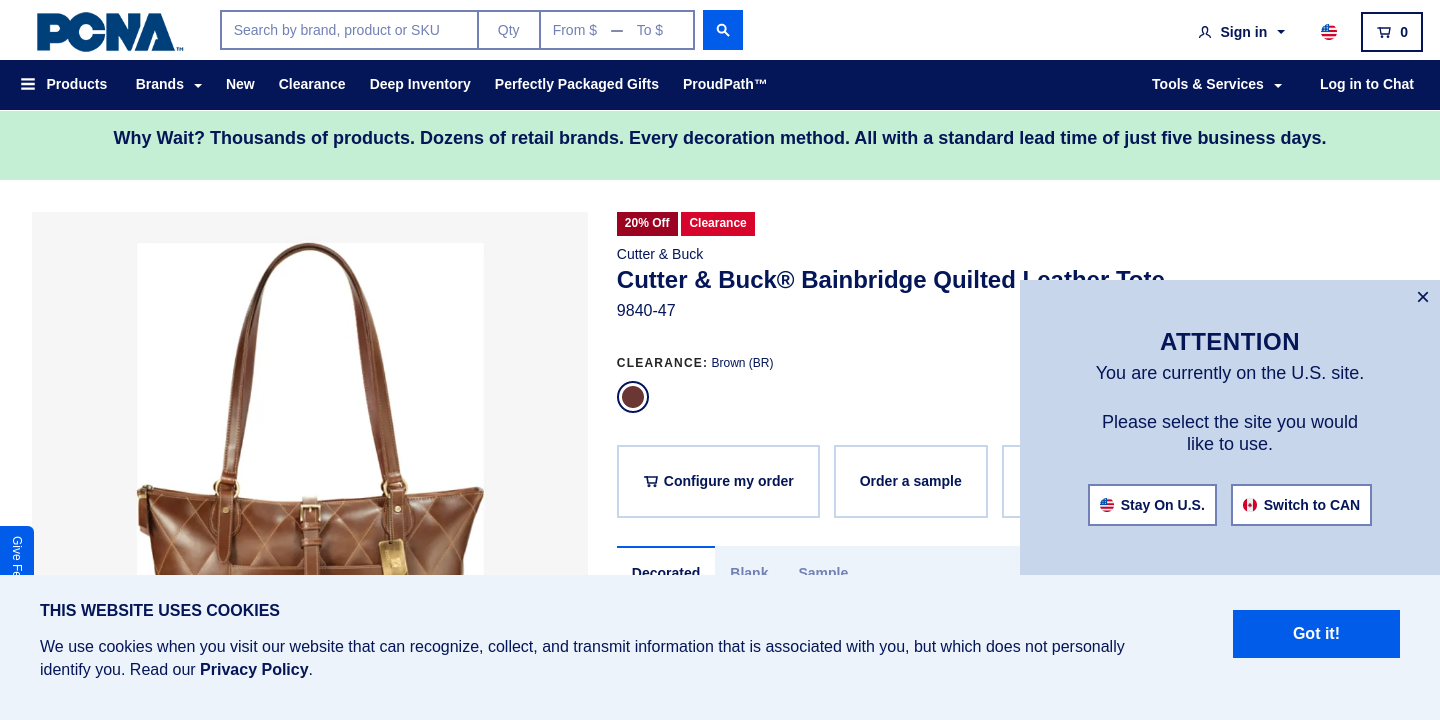 PCNA™
Search by brand, product or SKU
Qty
From $ — To $
Sign in
0
Products
Brands
New
Clearance
Deep Inventory
Perfectly Packaged Gifts
ProudPath™
Tools & Services
Log in to Chat
Why Wait? Thousands of products. Dozens of retail brands. Every decoration method. All with a standard lead time of just five business days.
20% Off
Clearance
Cutter & Buck
Cutter & Buck® Bainbridge Quilted Leather Tote
9840-47
CLEARANCE: Brown (BR)
Configure my order
Order a sample
Decorated
Blank
Sample
×
ATTENTION
You are currently on the U.S. site.
Please select the site you would
like to use.
Stay On U.S.
Switch to CAN
Give
THIS WEBSITE USES COOKIES
We use cookies when you visit our website that can recognize, collect, and transmit information that is associated with you, but which does not personally
identify you. Read our Privacy Policy.
Got it!